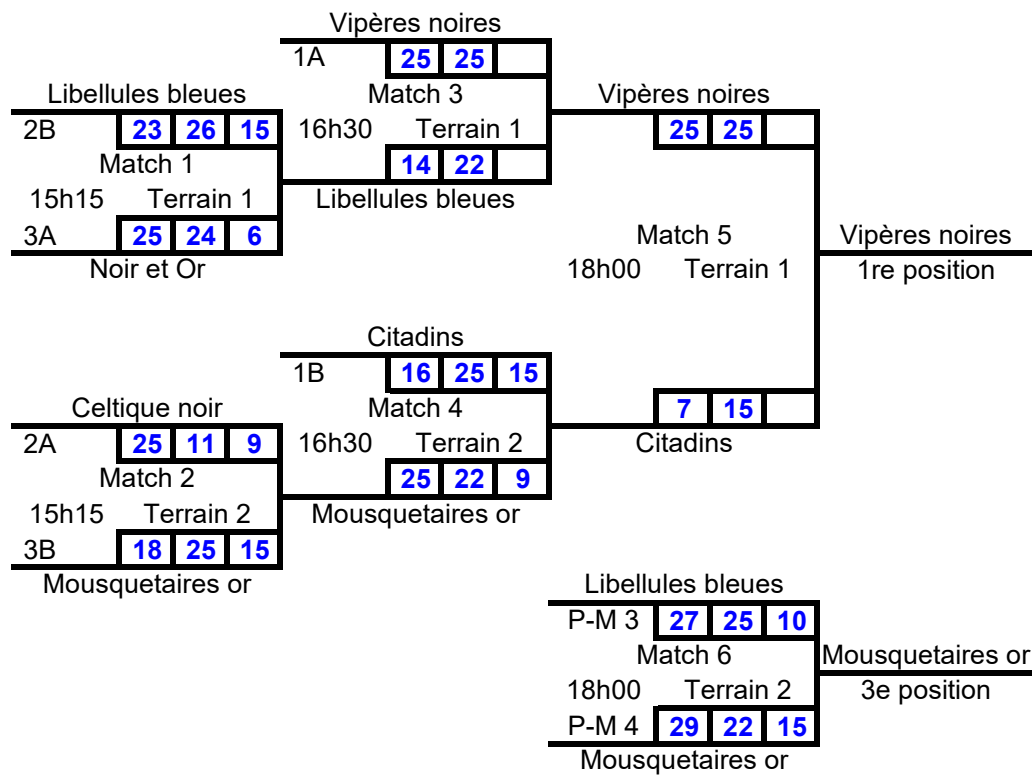 Vipères noires
1A 25 25
Libellules bleues Match 3 Vipères noires
2B 23 26 15 16h30 Terrain 1 25 25
Match 1 14 22
15h15 Terrain 1 Libellules bleues
3A 25 24 6 Match 5 Vipères noires
Noir et Or 18h00 Terrain 1 1re position
Citadins
1B 16 25 15
Celtique noir Match 4 7 15
2A 25 11 9 16h30 Terrain 2 Citadins
Match 2 25 22 9
15h15 Terrain 2 Mousquetaires or
3B 18 25 15
Mousquetaires or Libellules bleues
P-M 3 27 25 10
Match 6 Mousquetaires or
18h00 Terrain 2 3e position
P-M 4 29 22 15
Mousquetaires or